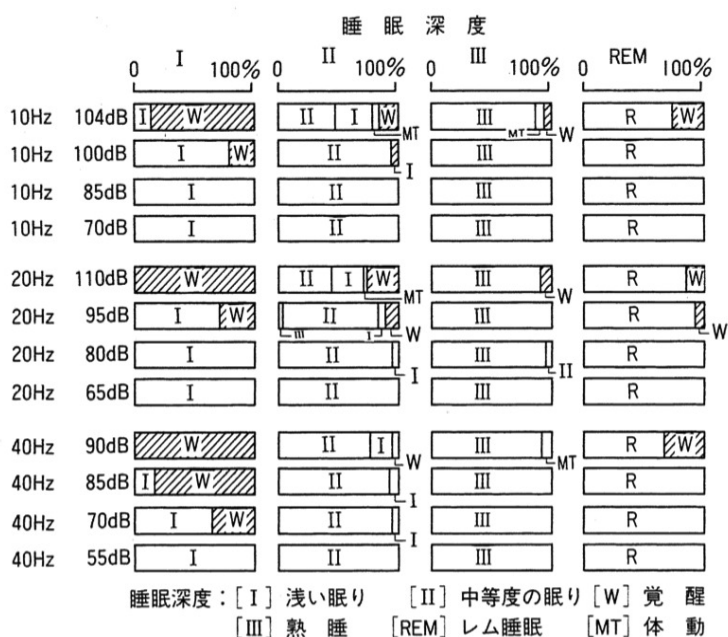 睡眠深度
I II III REM
0 100% 0 100% 0 100% 0 100%
10Hz 104dB I W II I W MT III MT W R W
10Hz 100dB I W II I III R
10Hz 85dB I II III R
10Hz 70dB I II III R
20Hz 110dB W II I W MT III W R W
20Hz 95dB I W III II I W III R W
20Hz 80dB I II I III II R
20Hz 65dB I II III R
40Hz 90dB W II I W III MT R W
40Hz 85dB I W II I III R
40Hz 70dB I W II I III R
40Hz 55dB I II III R
睡眠深度：[I] 浅い眠り [II] 中等度の眠り [W] 覚醒
[III] 熟睡 [REM] レム睡眠 [MT] 体動